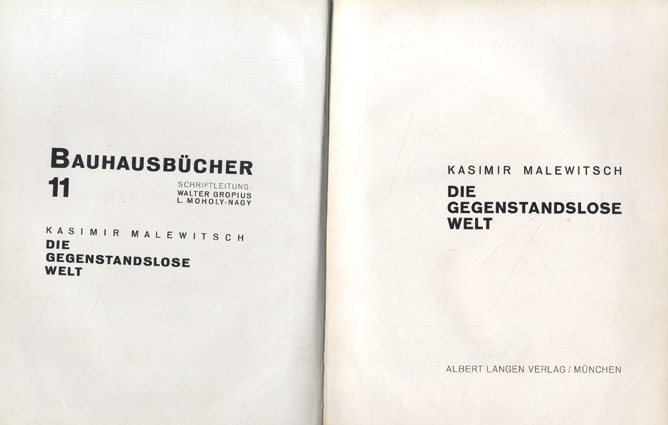 BAUHAUSBÜCHER
11
SCHRIFTLEITUNG:
WALTER GROPIUS
L. MOHOLY-NAGY
KASIMIR MALEWITSCH
DIE
GEGENSTANDSLOSE
WELT
KASIMIR MALEWITSCH
DIE
GEGENSTANDSLOSE
WELT
ALBERT LANGEN VERLAG / MÜNCHEN